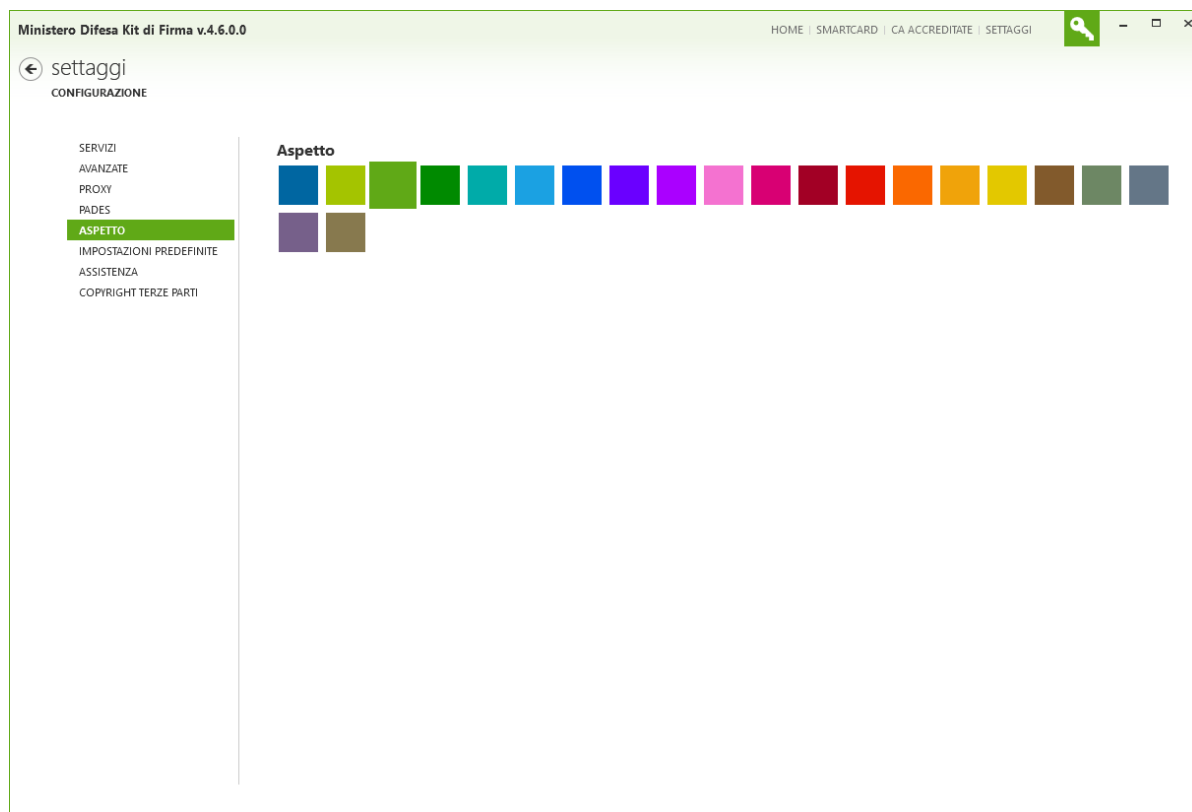 Ministero Difesa Kit di Firma v.4.6.0.0
HOME | SMARTCARD | CA ACCREDITATE | SETTAGGI
settaggi
CONFIGURAZIONE
SERVIZI
AVANZATE
PROXY
PADES
ASPETTO
IMPOSTAZIONI PREDEFINITE
ASSISTENZA
COPYRIGHT TERZE PARTI
Aspetto